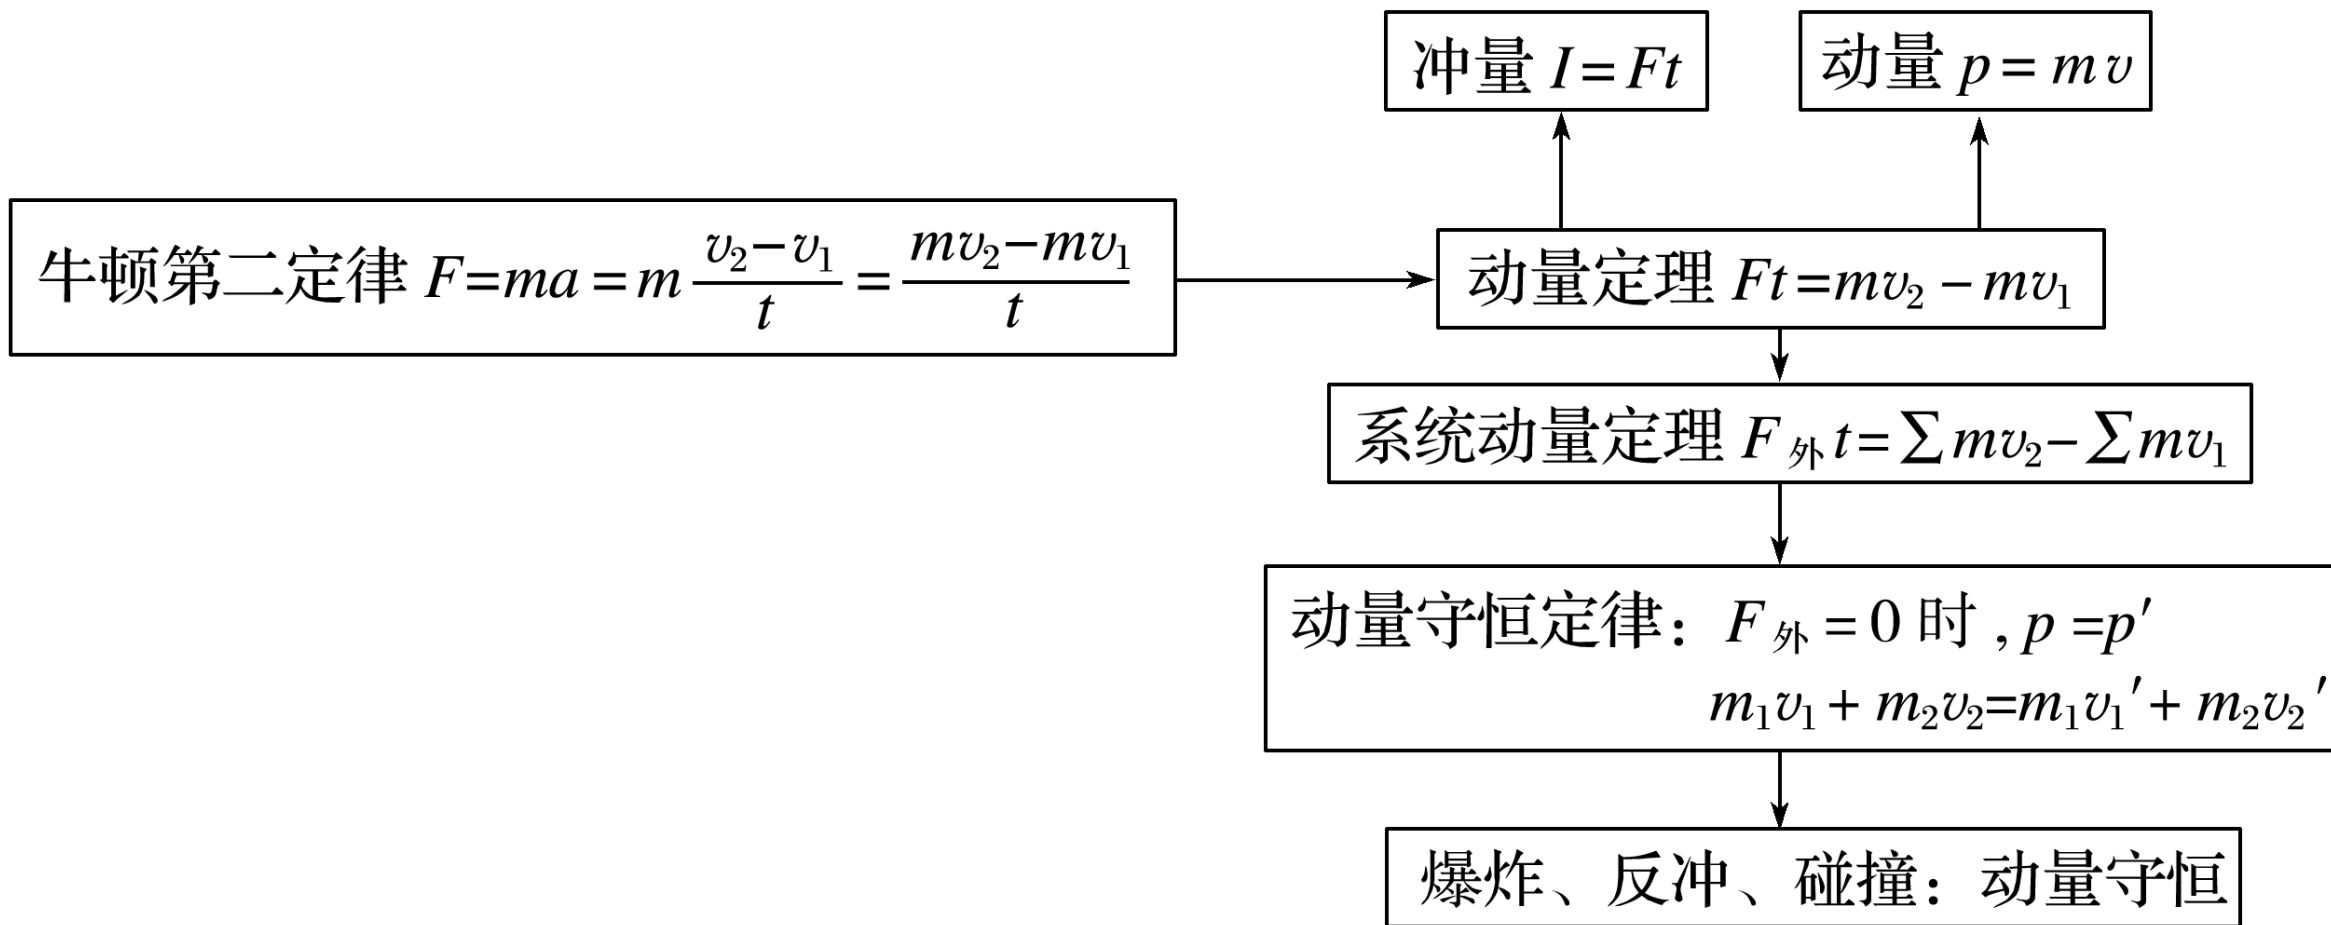 冲量 I=Ft
动量 p=mv
牛顿第二定律 F=ma=m\frac{v₂-v₁}{t}=\frac{mv₂-mv₁}{t}
动量定理 Ft=mv₂-mv₁
系统动量定理 F外t=∑mv₂-∑mv₁
动量守恒定律：F外=0 时,p=p′
m₁v₁+m₂v₂=m₁v₁′+m₂v₂′
爆炸、反冲、碰撞：动量守恒